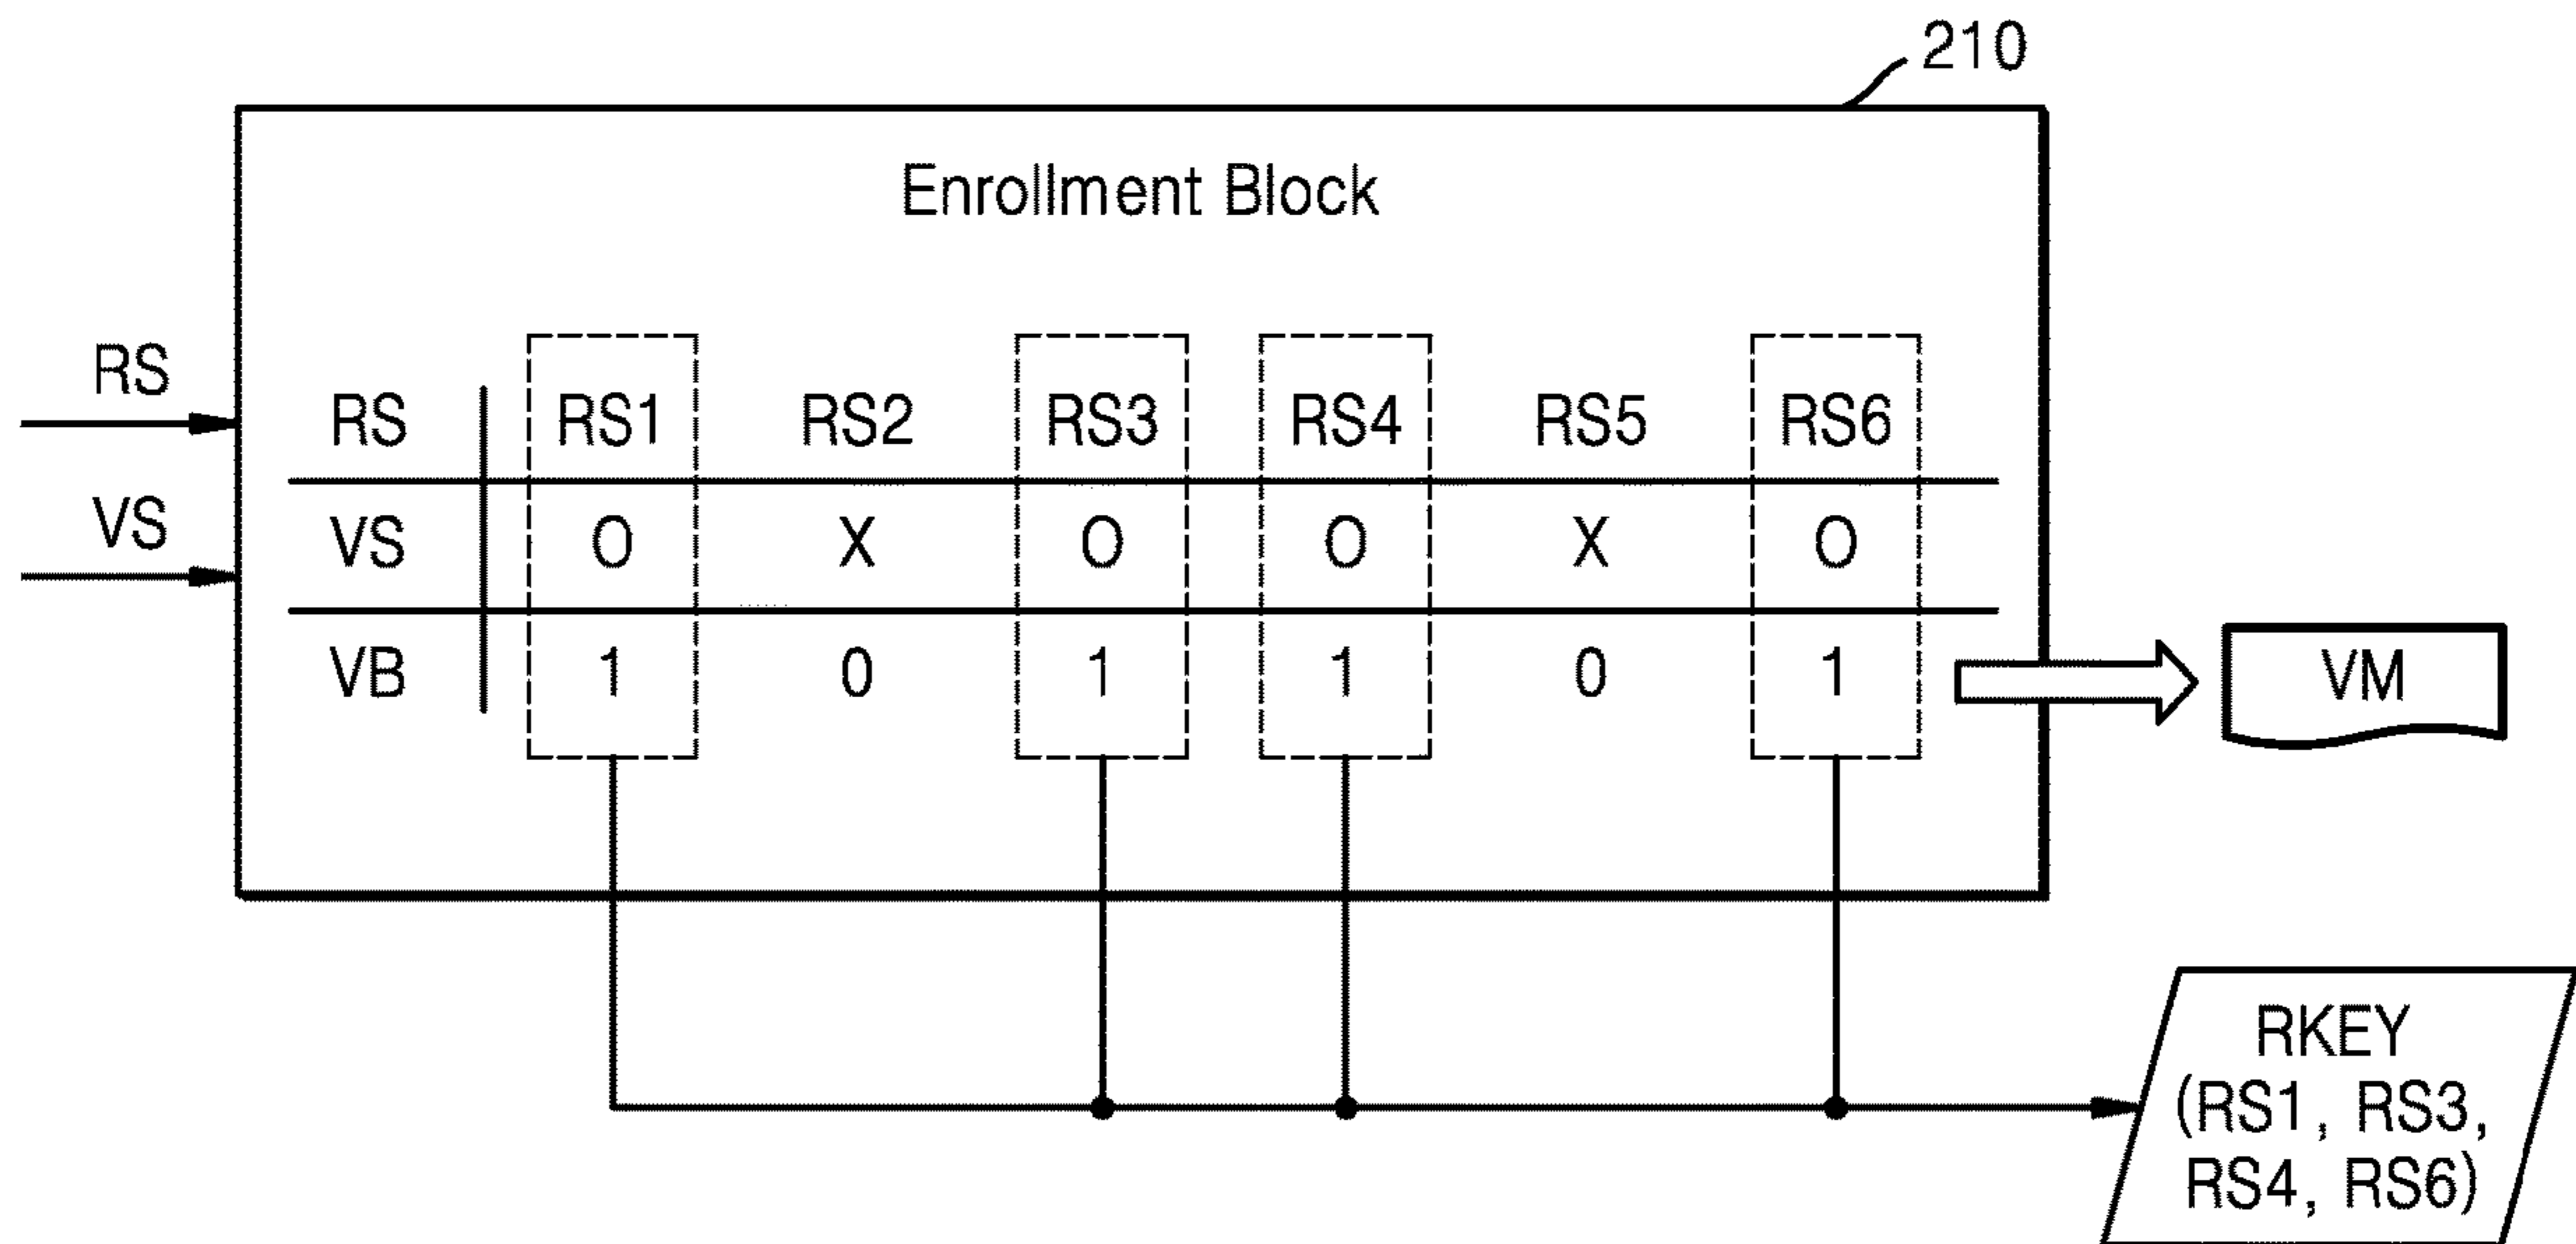 210
Enrollment Block
RS
VS
RS RS1 RS2 RS3 RS4 RS5 RS6
VS O X O O X O
VB 1 0 1 1 0 1
VM
RKEY
(RS1, RS3,
RS4, RS6)